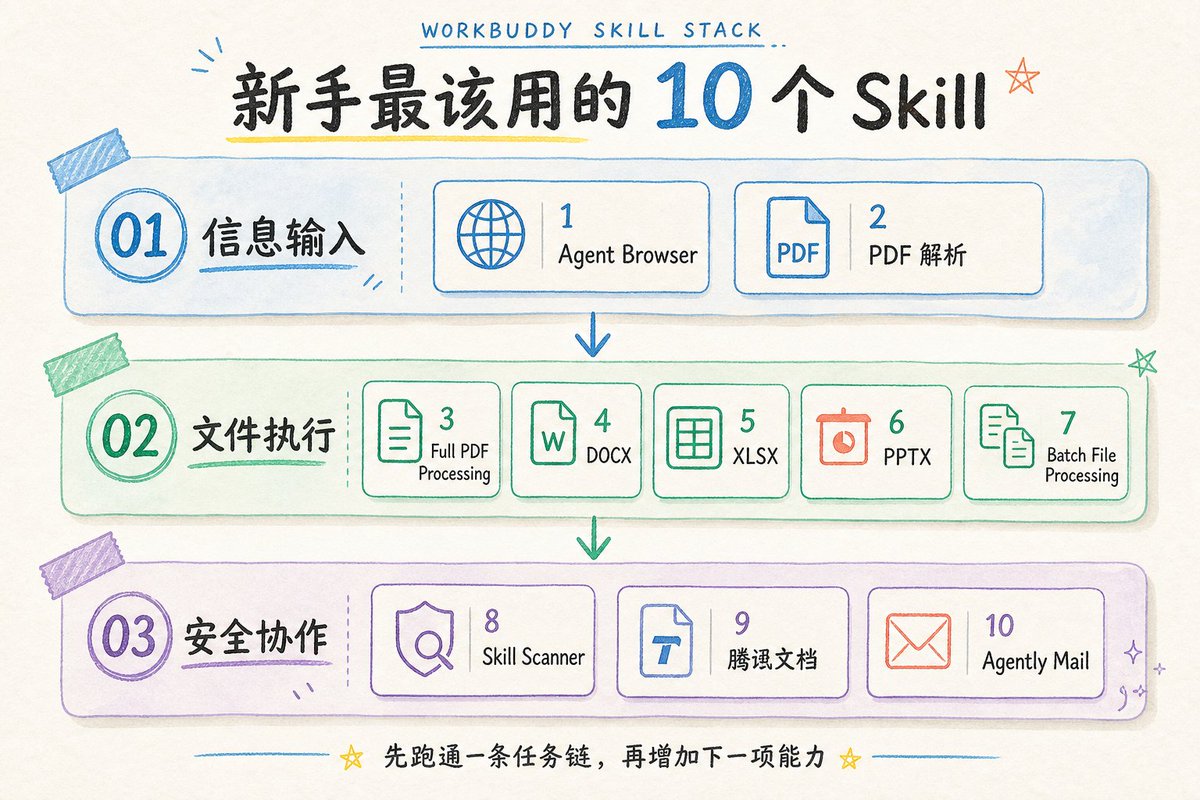 WORKBUDDY SKILL STACK
新手最该用的 10 个 Skill
01
信息输入
1
Agent Browser
PDF
2
PDF 解析
02
文件执行
3
Full PDF
Processing
W
4
DOCX
5
XLSX
6
PPTX
7
Batch File
Processing
03
安全协作
8
Skill Scanner
T
9
腾讯文档
10
Agently Mail
先跑通一条任务链，再增加下一项能力